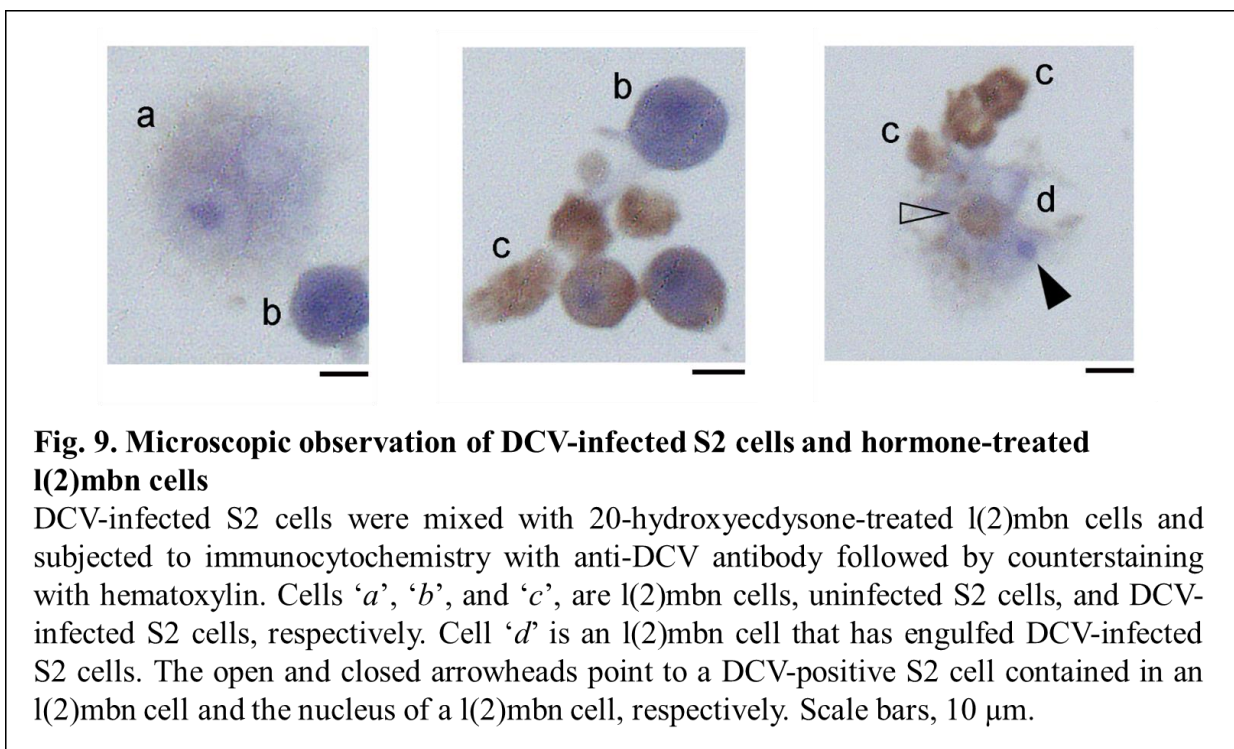 a
b
b
c
c
c
d
Fig. 9. Microscopic observation of DCV-infected S2 cells and hormone-treated
l(2)mbn cells
DCV-infected S2 cells were mixed with 20-hydroxyecdysone-treated l(2)mbn cells and
subjected to immunocytochemistry with anti-DCV antibody followed by counterstaining
with hematoxylin. Cells ‘a’, ‘b’, and ‘c’, are l(2)mbn cells, uninfected S2 cells, and DCV-
infected S2 cells, respectively. Cell ‘d’ is an l(2)mbn cell that has engulfed DCV-infected
S2 cells. The open and closed arrowheads point to a DCV-positive S2 cell contained in an
l(2)mbn cell and the nucleus of a l(2)mbn cell, respectively. Scale bars, 10 μm.